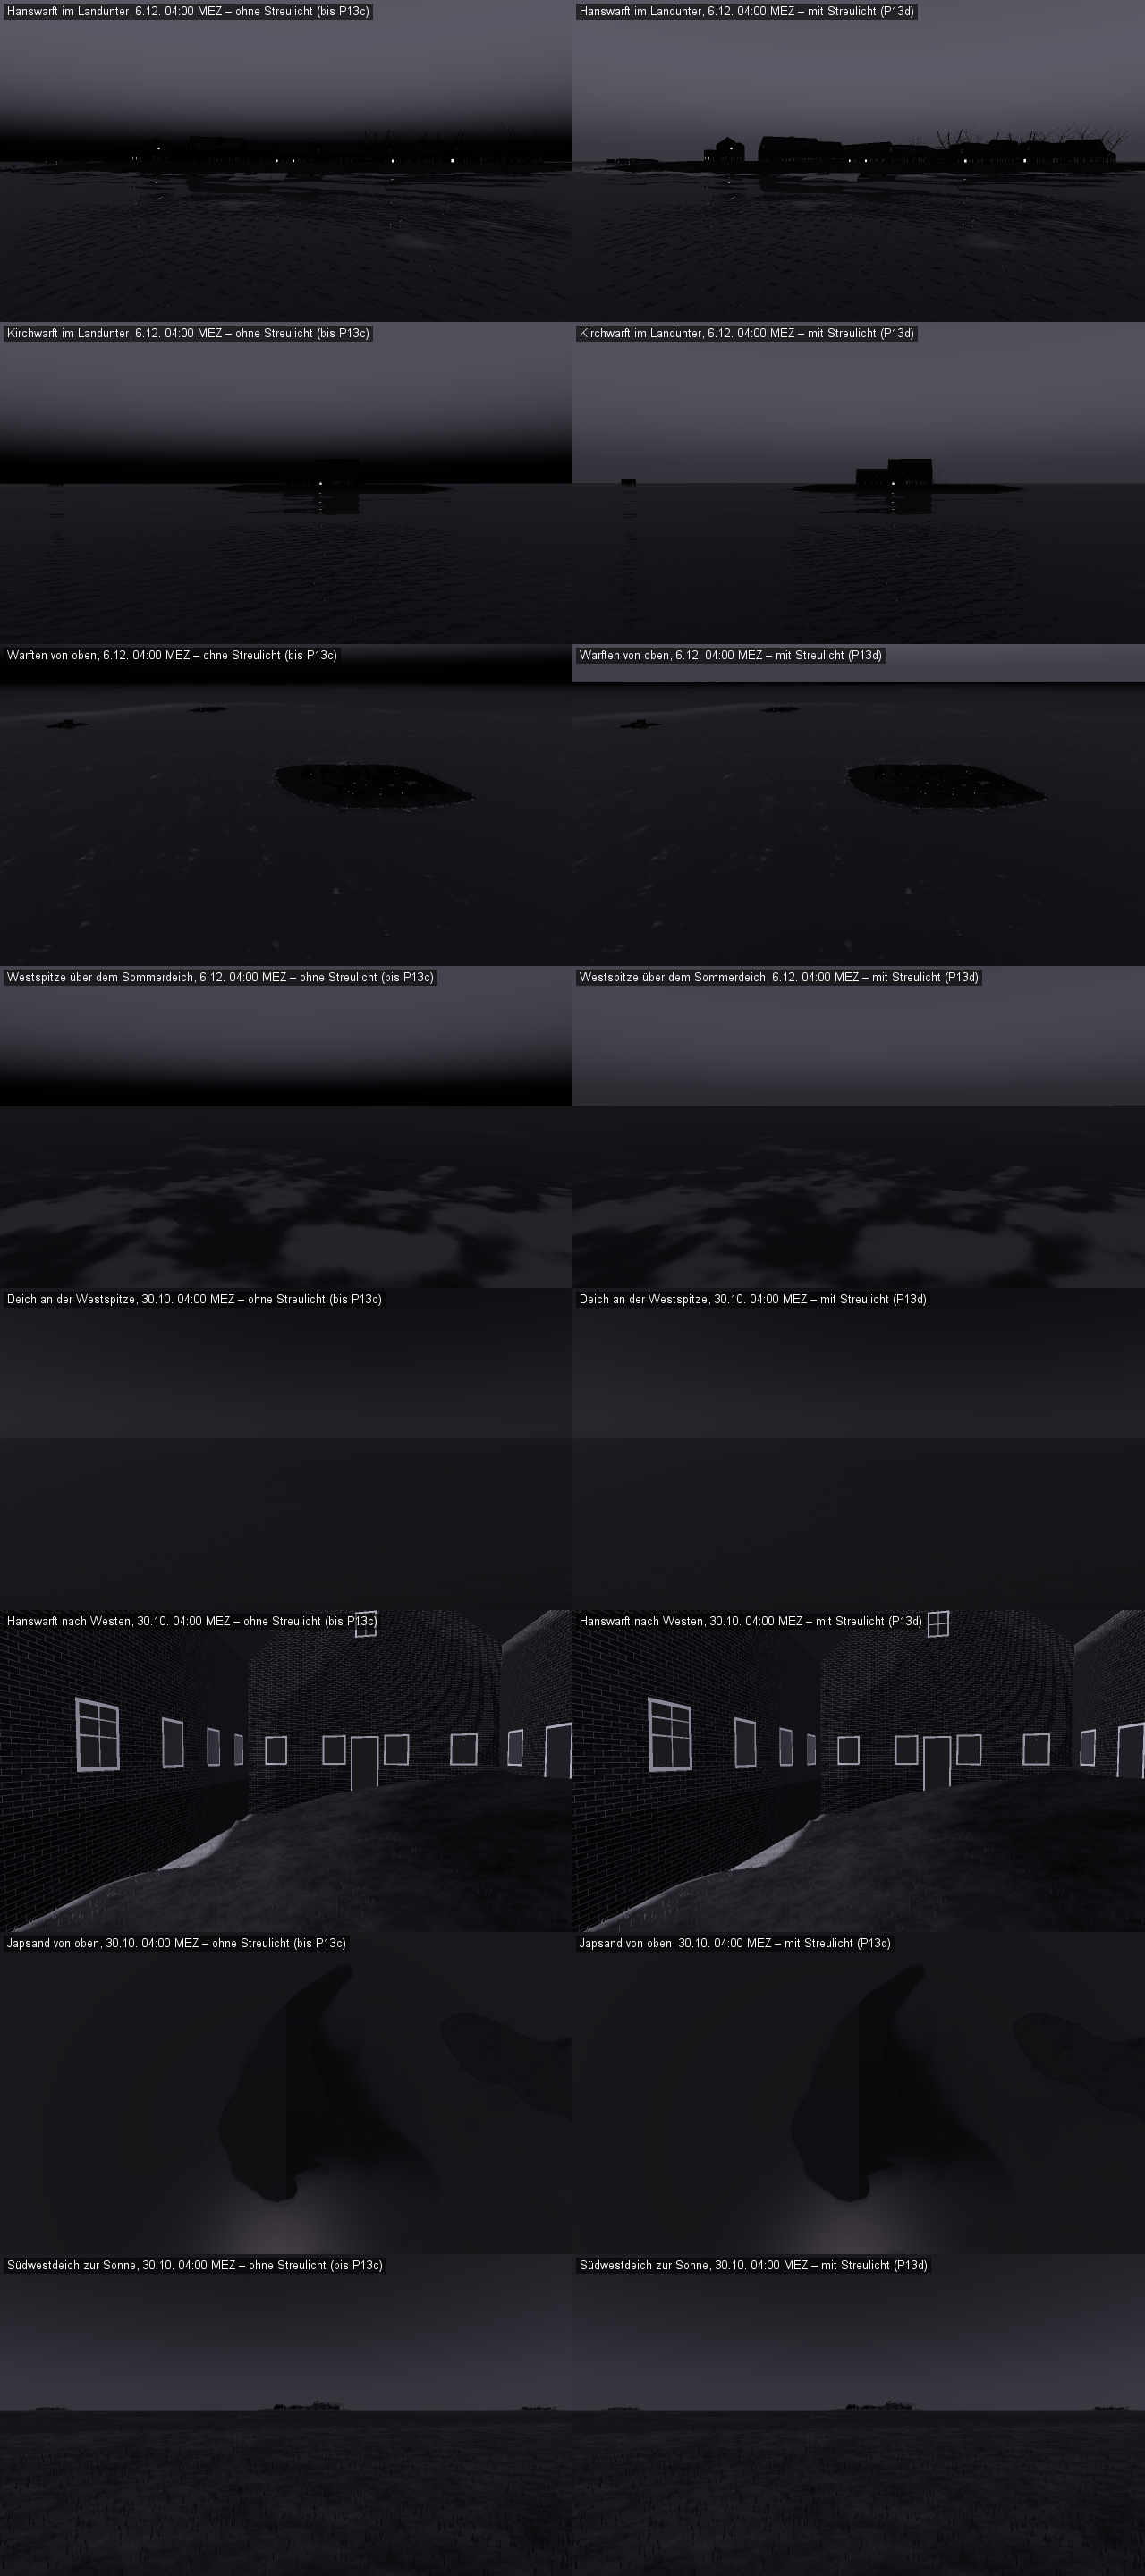 Hanswarft im Landunter, 6.12. 04:00 MEZ – ohne Streulicht (bis P13c)
Hanswarft im Landunter, 6.12. 04:00 MEZ – mit Streulicht (P13d)
Kirchwarft im Landunter, 6.12. 04:00 MEZ – ohne Streulicht (bis P13c)
Kirchwarft im Landunter, 6.12. 04:00 MEZ – mit Streulicht (P13d)
Warften von oben, 6.12. 04:00 MEZ – ohne Streulicht (bis P13c)
Warften von oben, 6.12. 04:00 MEZ – mit Streulicht (P13d)
Westspitze über dem Sommerdeich, 6.12. 04:00 MEZ – ohne Streulicht (bis P13c)
Westspitze über dem Sommerdeich, 6.12. 04:00 MEZ – mit Streulicht (P13d)
Deich an der Westspitze, 30.10. 04:00 MEZ – ohne Streulicht (bis P13c)
Deich an der Westspitze, 30.10. 04:00 MEZ – mit Streulicht (P13d)
Hanswarft nach Westen, 30.10. 04:00 MEZ – ohne Streulicht (bis P13c)
Hanswarft nach Westen, 30.10. 04:00 MEZ – mit Streulicht (P13d)
Japsand von oben, 30.10. 04:00 MEZ – ohne Streulicht (bis P13c)
Japsand von oben, 30.10. 04:00 MEZ – mit Streulicht (P13d)
Südwestdeich zur Sonne, 30.10. 04:00 MEZ – ohne Streulicht (bis P13c)
Südwestdeich zur Sonne, 30.10. 04:00 MEZ – mit Streulicht (P13d)